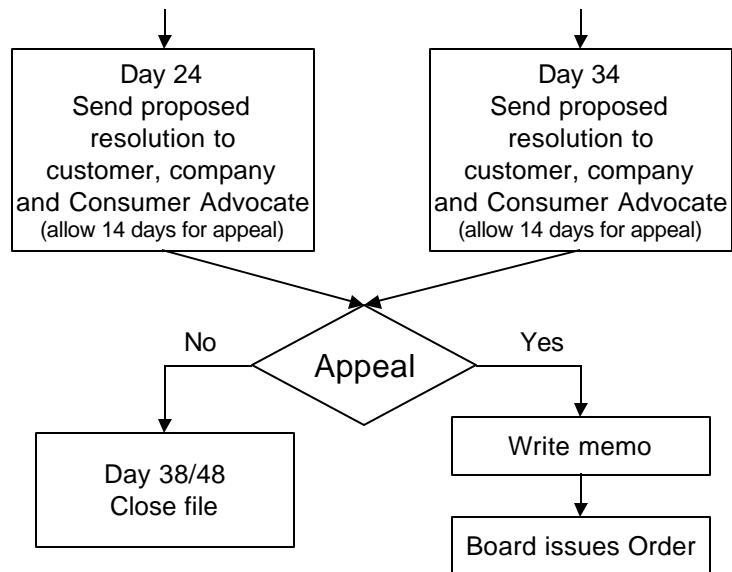 Day 24
Send proposed
resolution to
customer, company
and Consumer Advocate
(allow 14 days for appeal)
Day 34
Send proposed
resolution to
customer, company
and Consumer Advocate
(allow 14 days for appeal)
No
Appeal
Yes
Day 38/48
Close file
Write memo
Board issues Order